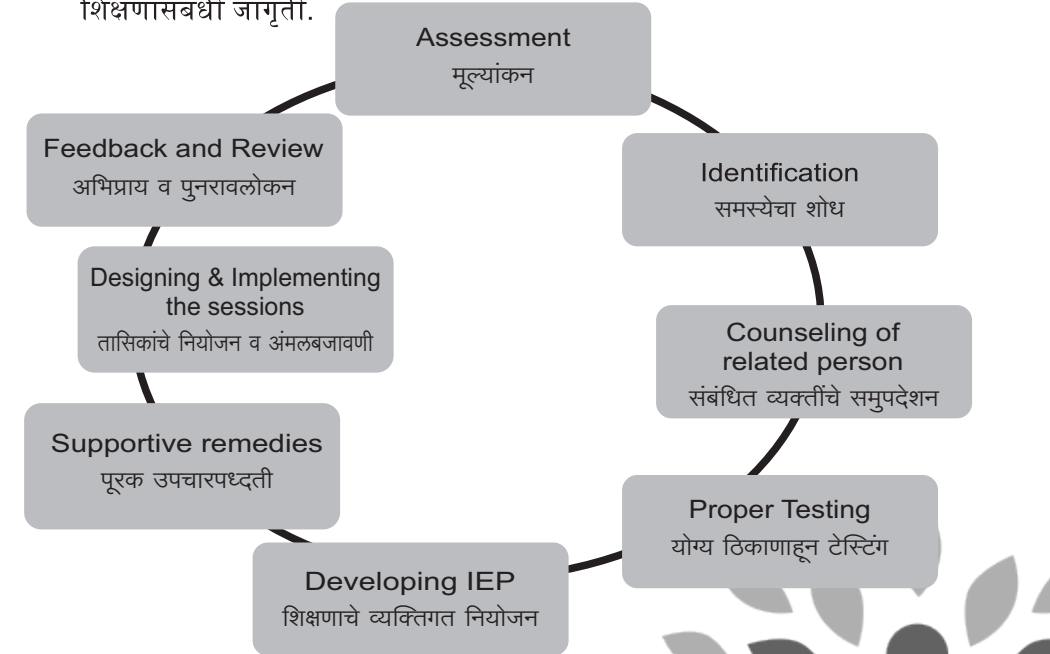 शिक्षणासंबंधी जागृती.
Assessment
मूल्यांकन
Identification
समस्येचा शोध
Counseling of
related person
संबंधित व्यक्तींचे समुपदेशन
Proper Testing
योग्य ठिकाणाहून टेस्टिंग
Developing IEP
शिक्षणाचे व्यक्तिगत नियोजन
Supportive remedies
पूरक उपचारपध्दती
Designing & Implementing
the sessions
तासिकांचे नियोजन व अंमलबजावणी
Feedback and Review
अभिप्राय व पुनरावलोकन